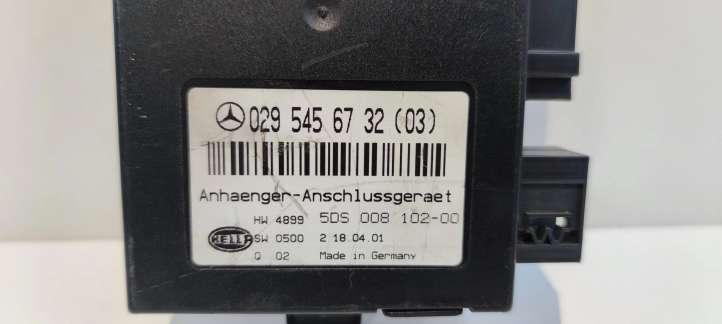 029 545 67 32 (03)
Anhaenger-Anschlussgeraet
HW 4899 5DS 008 102-00
HELLA SW 0500 2 18.04.01
Q 02 Made in Germany
W